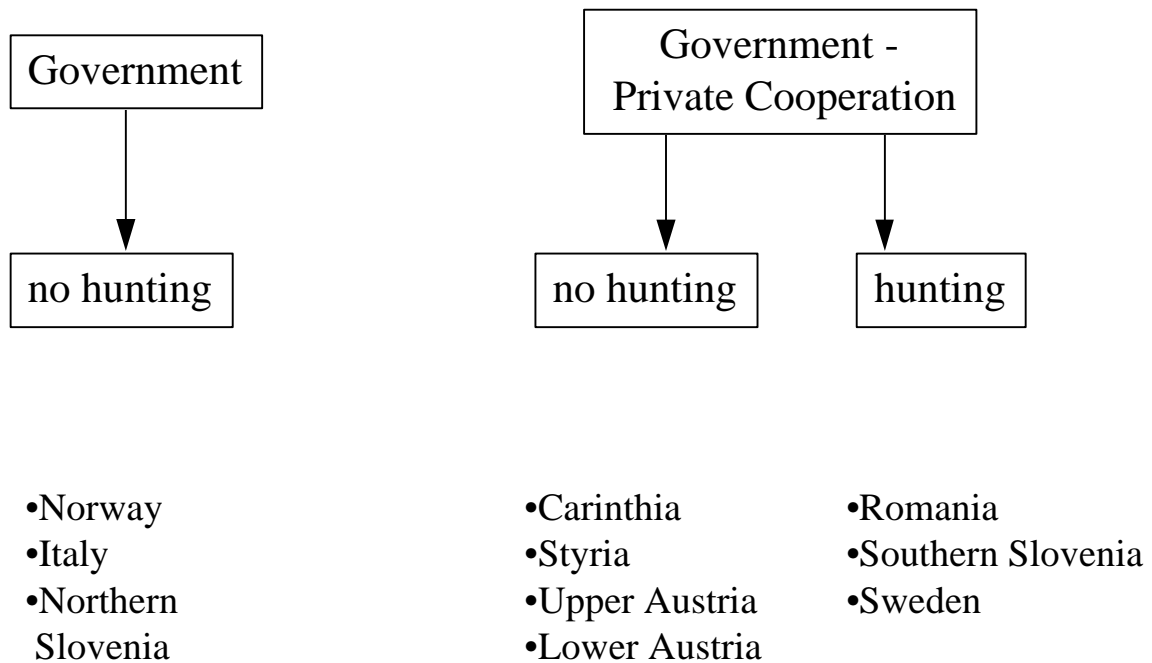 Government
Government -
Private Cooperation
no hunting
no hunting
hunting
•Norway
•Italy
•Northern
Slovenia
•Carinthia
•Styria
•Upper Austria
•Lower Austria
•Romania
•Southern Slovenia
•Sweden